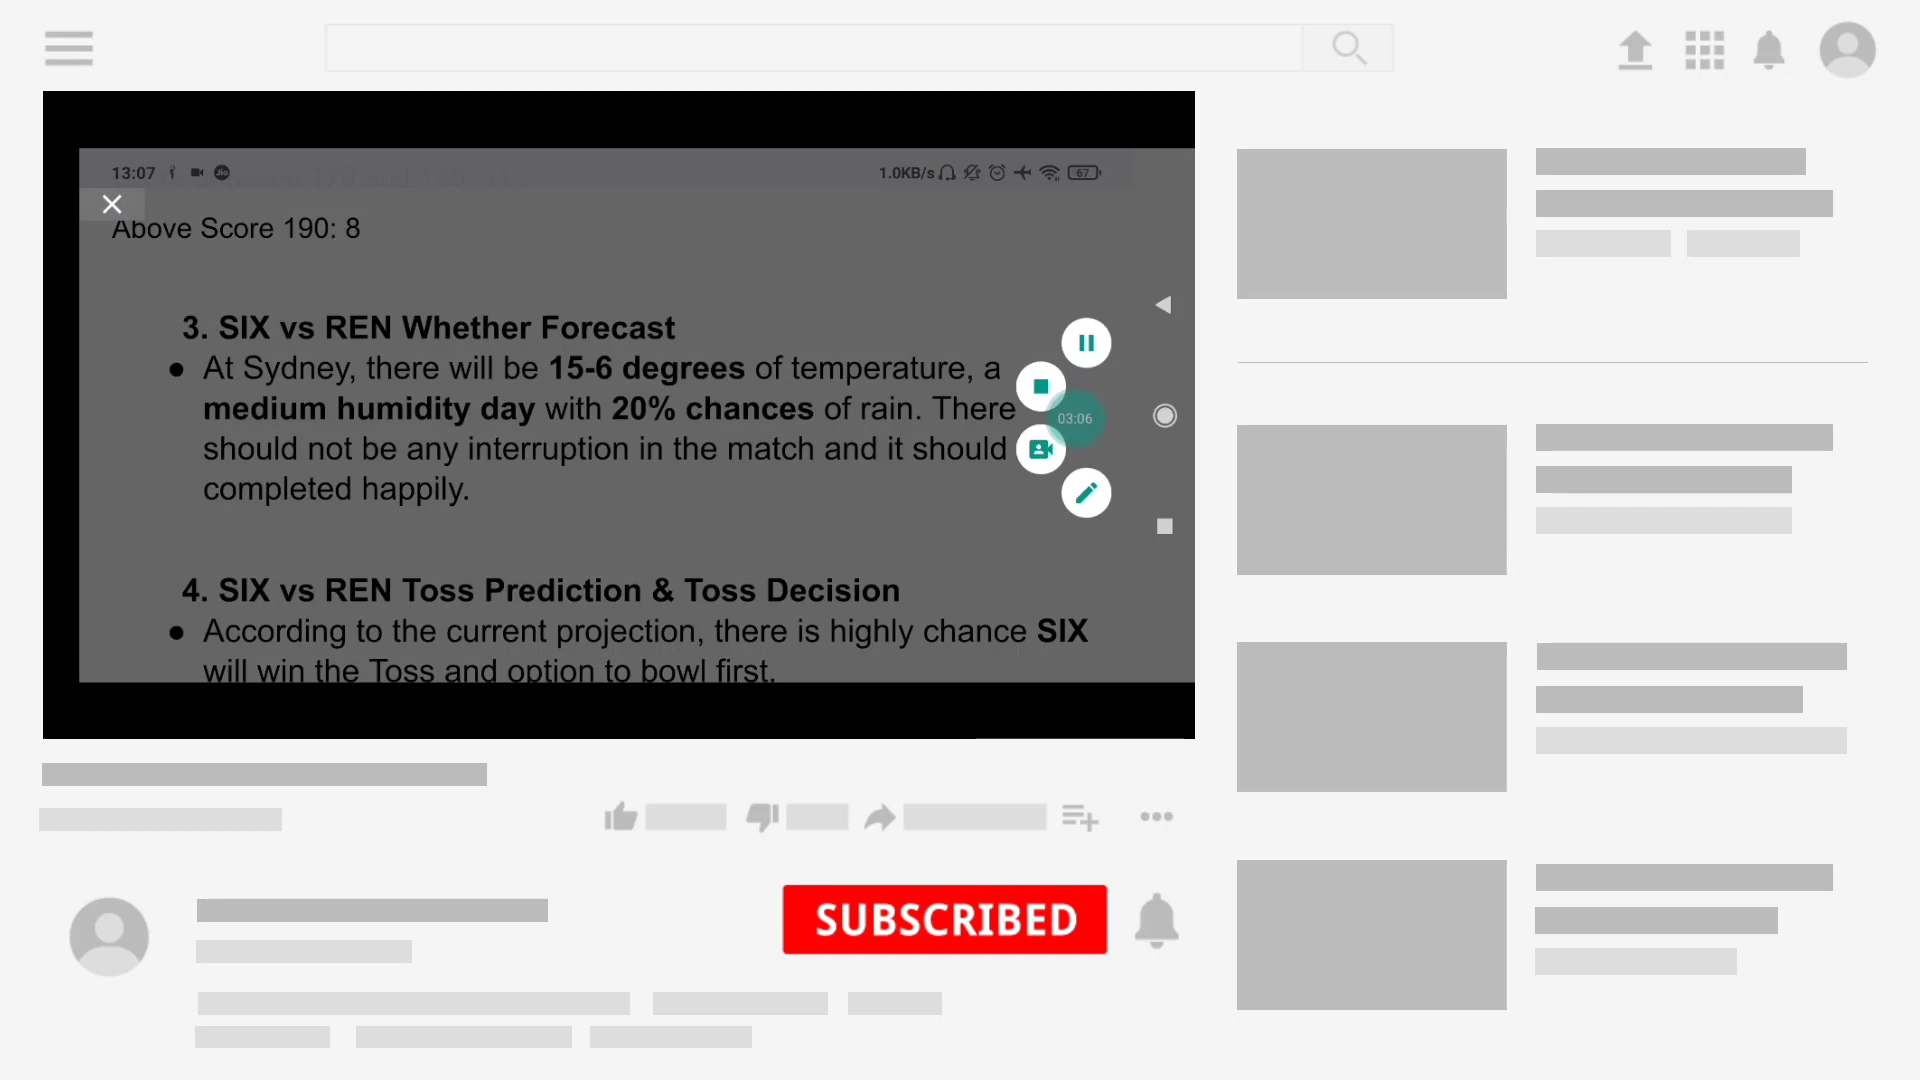 13:07 1.0KB/s 67
Above Score 190: 8
3. SIX vs REN Whether Forecast
● At Sydney, there will be 15-6 degrees of temperature, a
medium humidity day with 20% chances of rain. There
should not be any interruption in the match and it should
completed happily.
03:06
4. SIX vs REN Toss Prediction & Toss Decision
● According to the current projection, there is highly chance SIX
will win the Toss and option to bowl first.
SUBSCRIBED